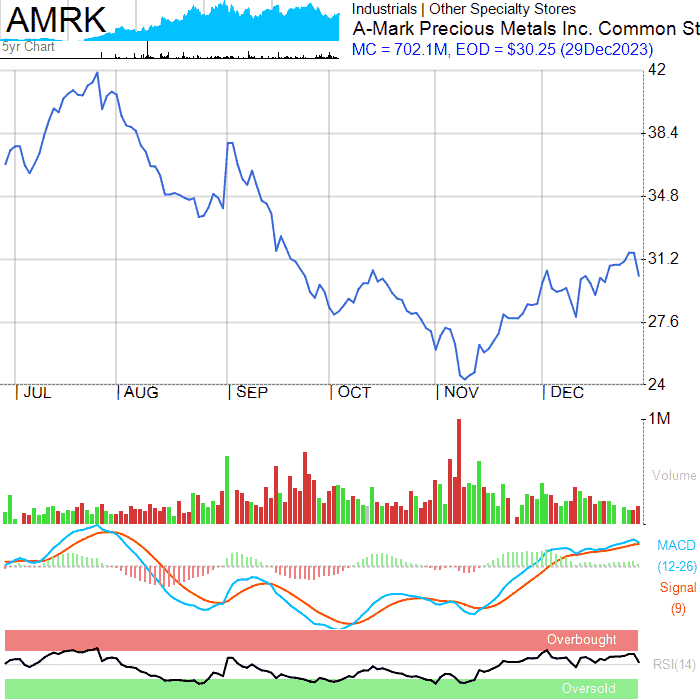 AMRK
5yr Chart
Industrials | Other Specialty Stores
A-Mark Precious Metals Inc. Common St
MC = 702.1M, EOD = $30.25 (29Dec2023)
42
38.4
34.8
31.2
27.6
24
JUL AUG SEP OCT NOV DEC
1M
Volume
MACD
(12-26)
Signal
(9)
Overbought
RSI(14)
Oversold